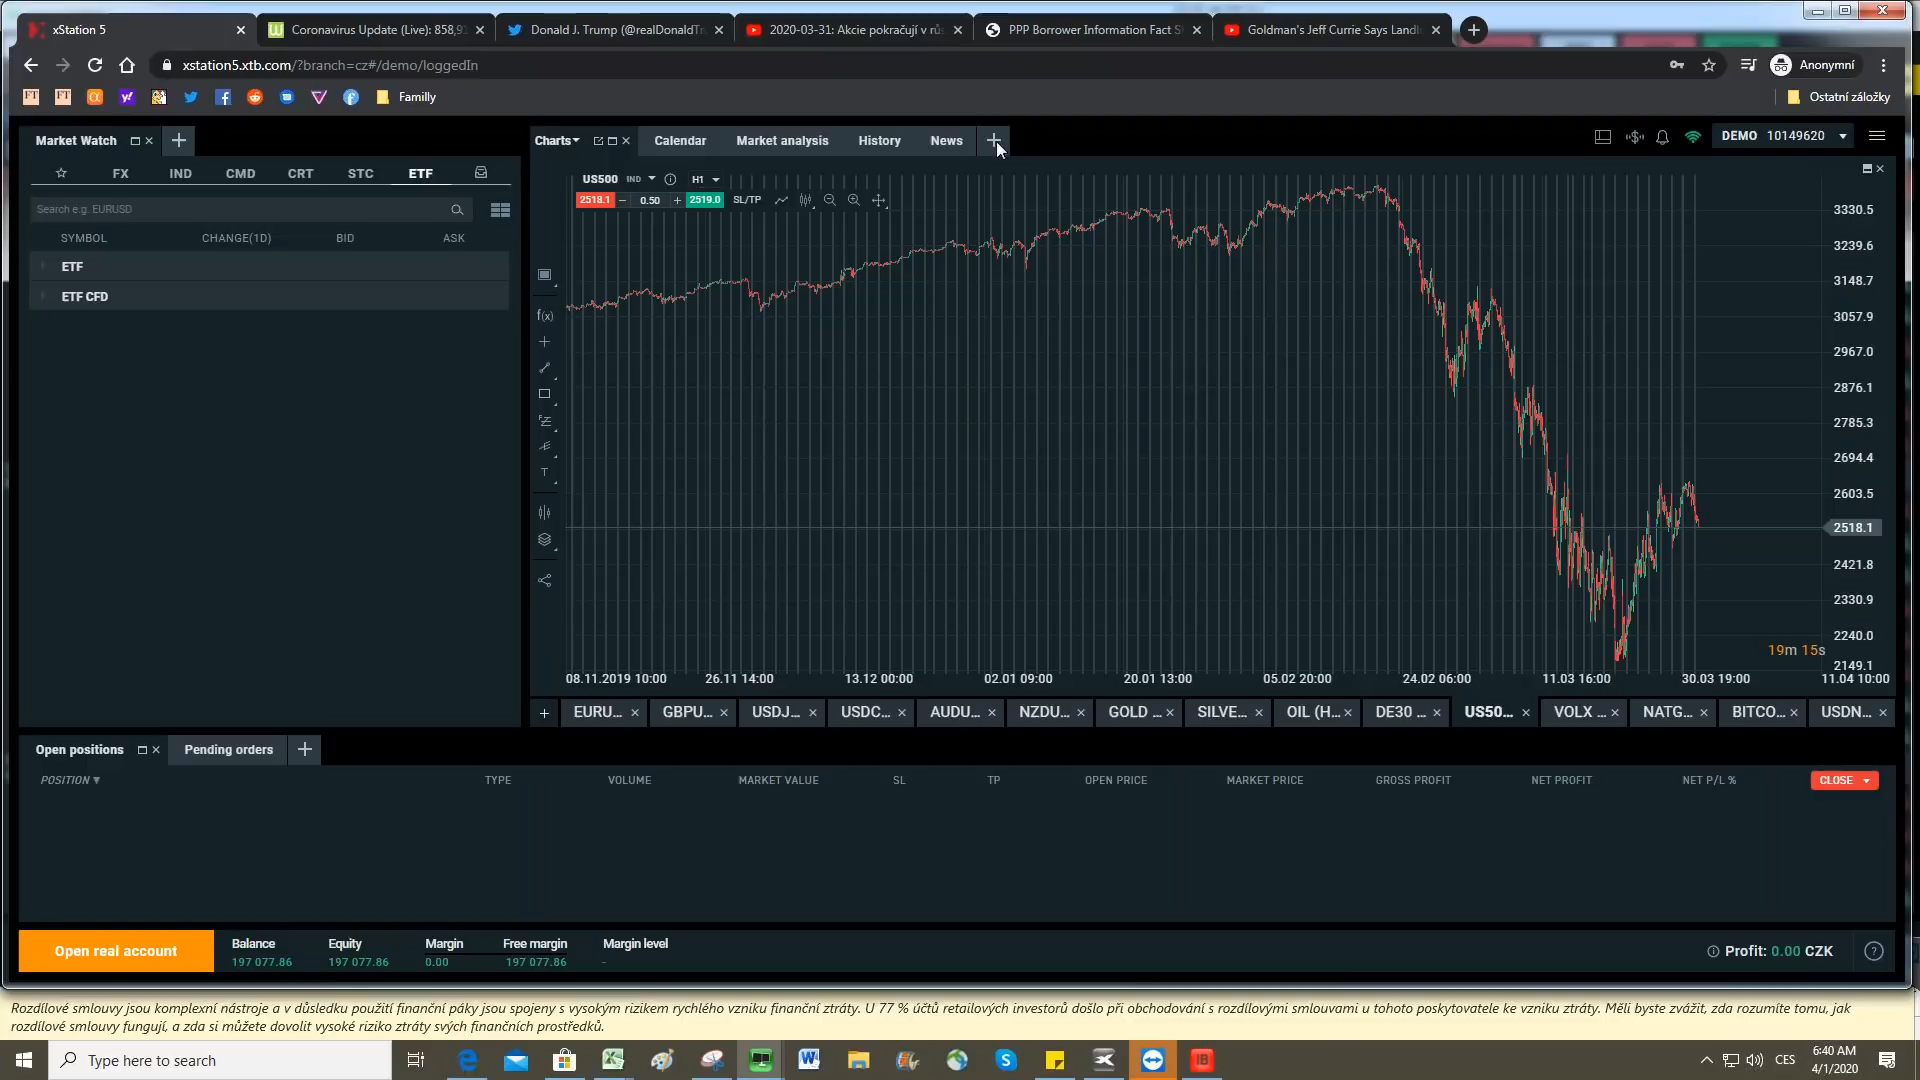 xStation 5
Coronavirus Update (Live): 858,9
Donald J. Trump (@realDonaldTr
2020-03-31: Akcie pokračují v rů
PPP Borrower Information Fact S
Goldman's Jeff Currie Says Landl
xstation5.xtb.com/?branch=cz#/demo/loggedIn
Anonymní
FT
FT
Familly
Ostatní záložky
Market Watch
Charts
Calendar
Market analysis
History
News
DEMO 10149620
FX IND CMD CRT STC ETF
Search e.g. EURUSD
SYMBOL CHANGE(1D) BID ASK
ETF
ETF CFD
US500 IND H1
2518.1 − 0.50 + 2519.0 SL/TP
f(x)
T
3330.5
3239.6
3148.7
3057.9
2967.0
2876.1
2785.3
2694.4
2603.5
2518.1
2421.8
2330.9
2240.0
2149.1
19m 15s
08.11.2019 10:00 26.11 14:00 13.12 00:00 02.01 09:00 20.01 13:00 05.02 20:00 24.02 06:00 11.03 16:00 30.03 19:00 11.04 10:00
EURU... GBPU... USDJ... USDC... AUDU... NZDU... GOLD ... SILVE... OIL (H... DE30 ... US50... VOLX ... NATG... BITCO... USDN...
Open positions
Pending orders
POSITION TYPE VOLUME MARKET VALUE SL TP OPEN PRICE MARKET PRICE GROSS PROFIT NET PROFIT NET P/L % CLOSE
Open real account
Balance Equity Margin Free margin Margin level
197 077.86 197 077.86 0.00 197 077.86 -
Profit: 0.00 CZK
Rozdílové smlouvy jsou komplexní nástroje a v důsledku použití finanční páky jsou spojeny s vysokým rizikem rychlého vzniku finanční ztráty. U 77 % účtů retailových investorů došlo při obchodování s rozdílovými smlouvami u tohoto poskytovatele ke vzniku ztráty. Měli byste zvážit, zda rozumíte tomu, jak
rozdílové smlouvy fungují, a zda si můžete dovolit vysoké riziko ztráty svých finančních prostředků.
Type here to search
CES
6:40 AM
4/1/2020